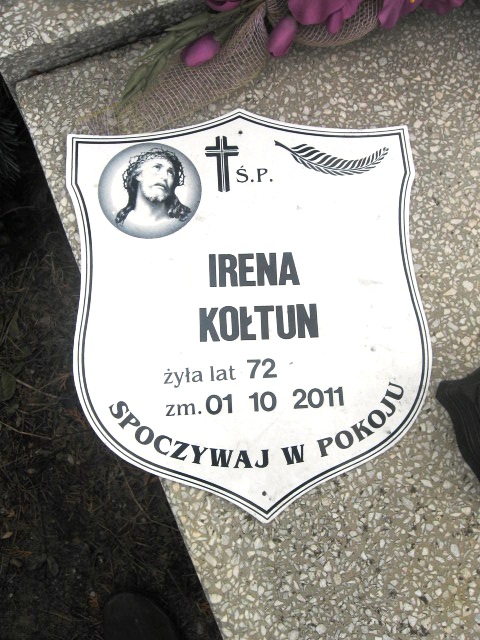 Ś.P.
IRENA
KOŁTUN
żyła lat 72
zm. 01 10 2011
SPOCZYWAJ W POKOJU